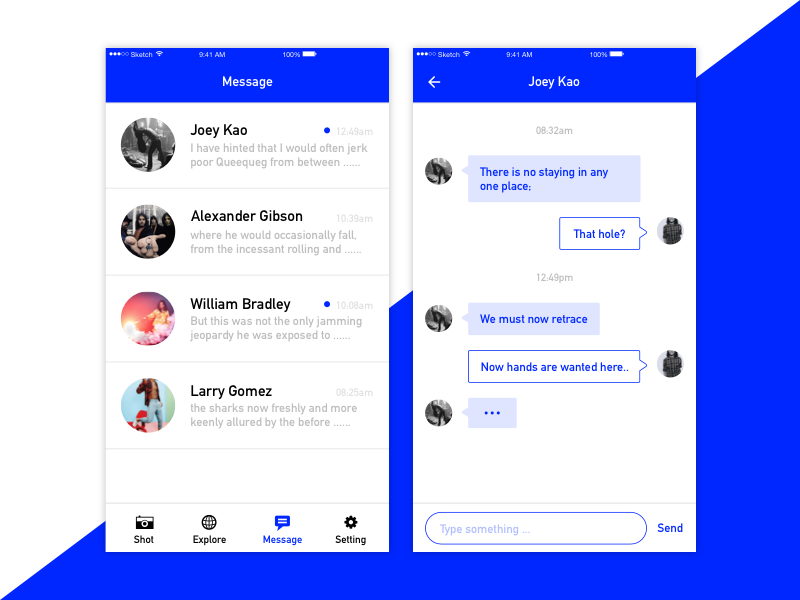 Sketch 9:41 AM 100%
Message
Joey Kao 12:49am
I have hinted that I would often jerk
poor Queequeg from between ......
Alexander Gibson 10:39am
where he would occasionally fall,
from the incessant rolling and ......
William Bradley 10:08am
But this was not the only jamming
jeopardy he was exposed to ......
Larry Gomez 08:25am
the sharks now freshly and more
keenly allured by the before ......
Shot Explore Message Setting
Sketch 9:41 AM 100%
Joey Kao
08:32am
There is no staying in any
one place;
That hole?
12:49pm
We must now retrace
Now hands are wanted here..
•••
Type something ... Send